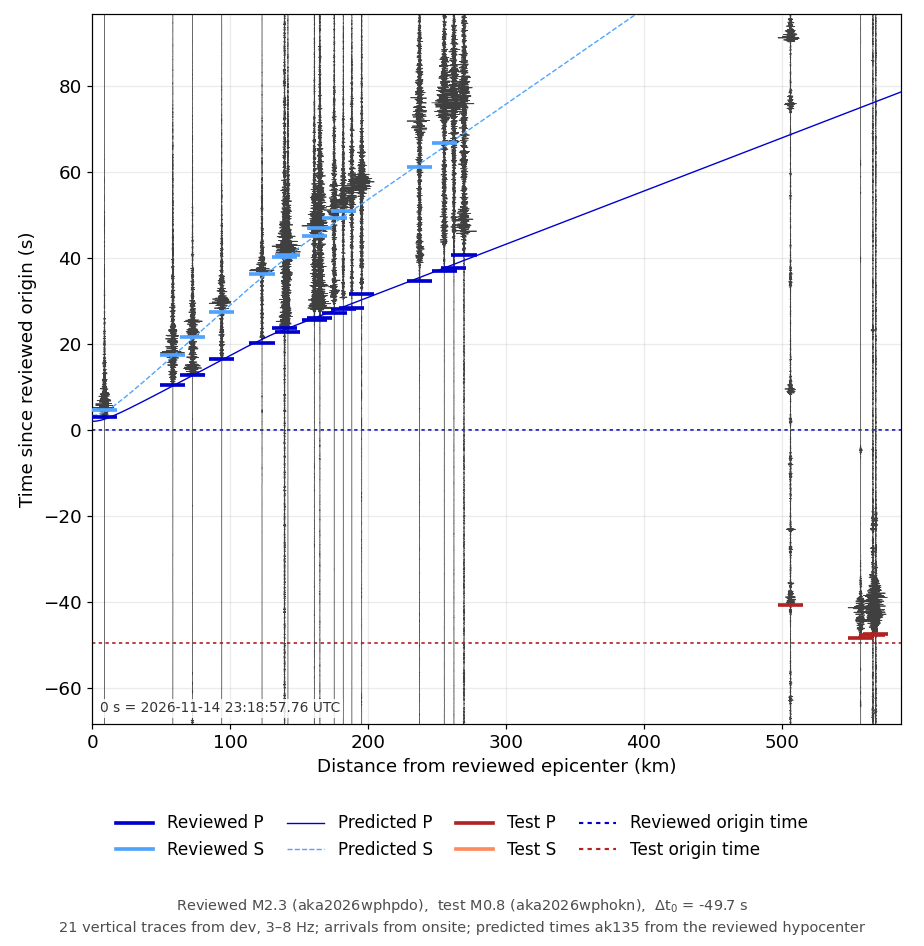 80
60
40
20
0
−20
−40
−60
Time since reviewed origin (s)
0 s = 2026-11-14 23:18:57.76 UTC
0 100 200 300 400 500
Distance from reviewed epicenter (km)
Reviewed P Predicted P Test P Reviewed origin time
Reviewed S Predicted S Test S Test origin time
Reviewed M2.3 (aka2026wphpdo), test M0.8 (aka2026wphokn), Δt₀ = -49.7 s
21 vertical traces from dev, 3–8 Hz; arrivals from onsite; predicted times ak135 from the reviewed hypocenter